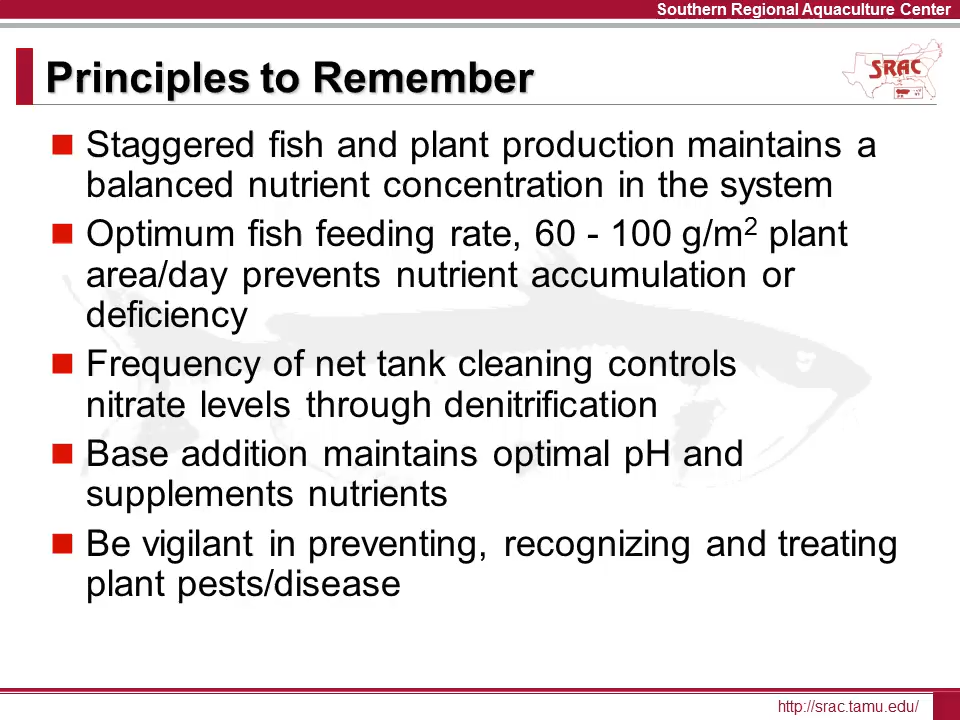 Southern Regional Aquaculture Center
Principles to Remember
SRAC
Staggered fish and plant production maintains a
balanced nutrient concentration in the system
Optimum fish feeding rate, 60 - 100 g/m² plant
area/day prevents nutrient accumulation or
deficiency
Frequency of net tank cleaning controls
nitrate levels through denitrification
Base addition maintains optimal pH and
supplements nutrients
Be vigilant in preventing, recognizing and treating
plant pests/disease
http://srac.tamu.edu/